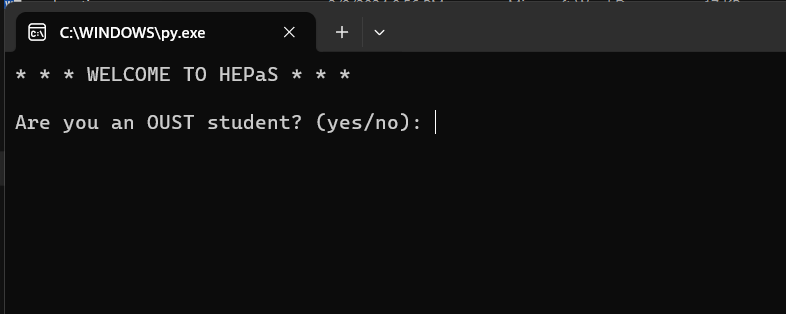 C:\WINDOWS\py.exe
* * * WELCOME TO HEPaS * * *
Are you an OUST student? (yes/no):